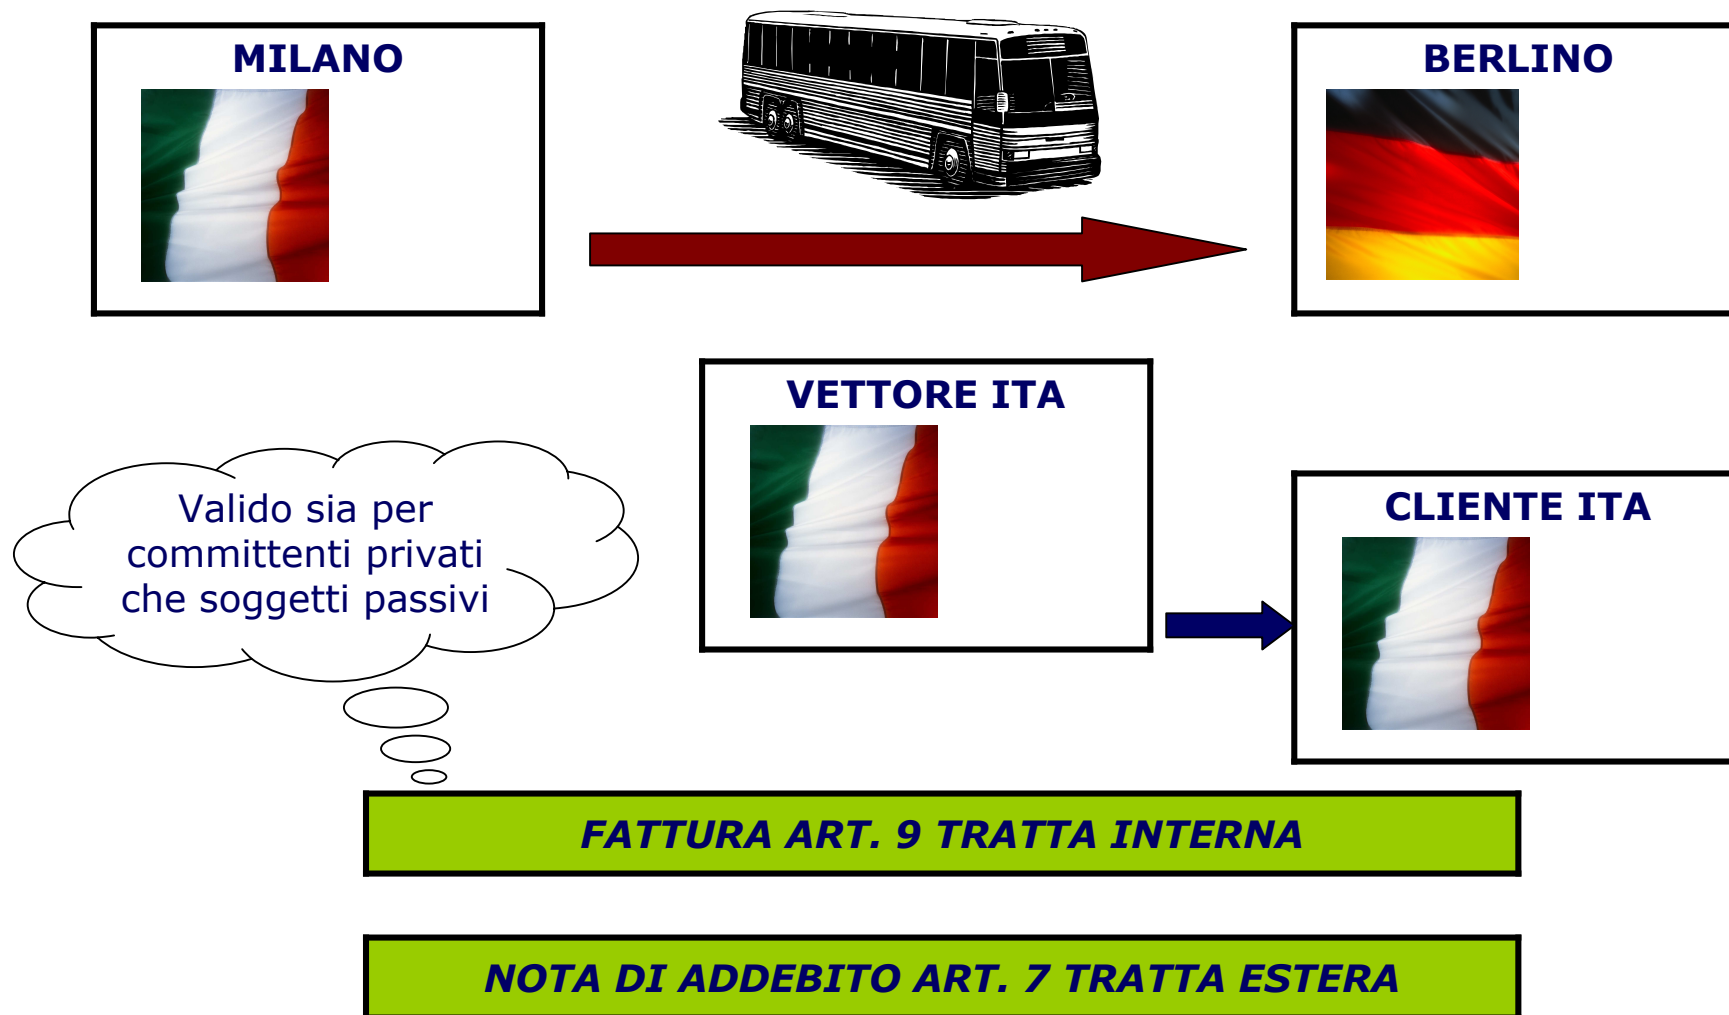 MILANO
BERLINO
VETTORE ITA
Valido sia per
committenti privati
che soggetti passivi
CLIENTE ITA
FATTURA ART. 9 TRATTA INTERNA
NOTA DI ADDEBITO ART. 7 TRATTA ESTERA